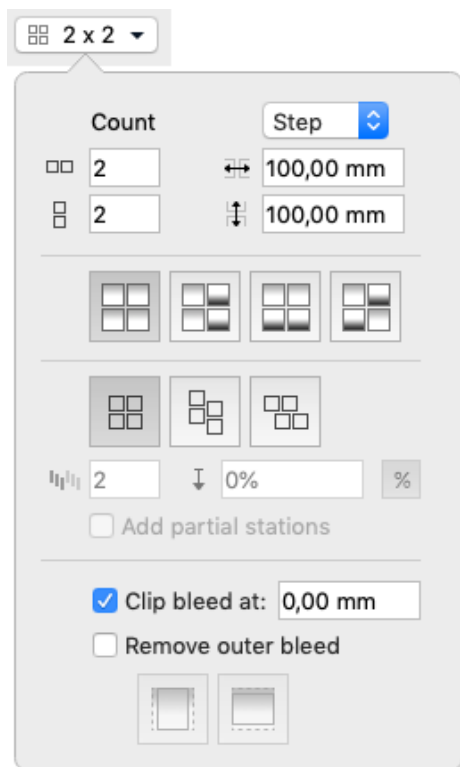 2 x 2
Count Step
2 100,00 mm
2 100,00 mm
2 0% %
Add partial stations
Clip bleed at: 0,00 mm
Remove outer bleed